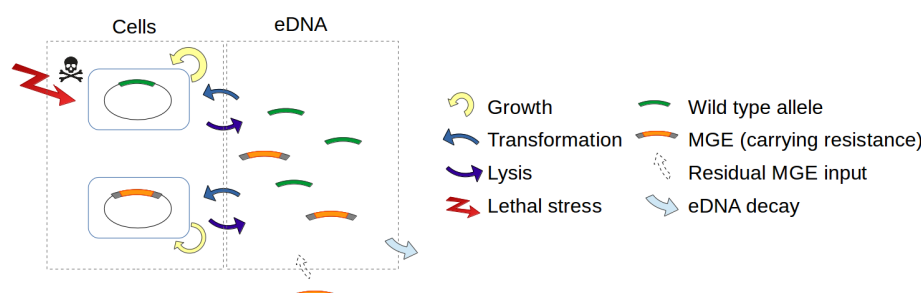 Cells
eDNA
Growth
Wild type allele
Transformation
MGE (carrying resistance)
Lysis
Residual MGE input
Lethal stress
eDNA decay